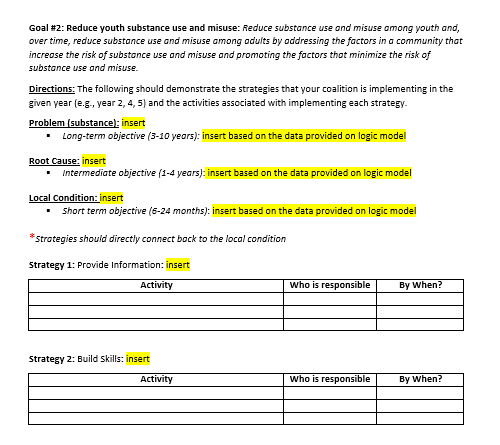 Goal #2: Reduce youth substance use and misuse: Reduce substance use and misuse among youth and,
over time, reduce substance use and misuse among adults by addressing the factors in a community that
increase the risk of substance use and misuse and promoting the factors that minimize the risk of
substance use and misuse.
Directions: The following should demonstrate the strategies that your coalition is implementing in the
given year (e.g., year 2, 4, 5) and the activities associated with implementing each strategy.
Problem (substance): insert
▪ Long-term objective (3-10 years): insert based on the data provided on logic model
Root Cause: insert
▪ Intermediate objective (1-4 years): insert based on the data provided on logic model
Local Condition: insert
▪ Short term objective (6-24 months): insert based on the data provided on logic model
*Strategies should directly connect back to the local condition
Strategy 1: Provide Information: insert
Activity Who is responsible By When?
Strategy 2: Build Skills: insert
Activity Who is responsible By When?